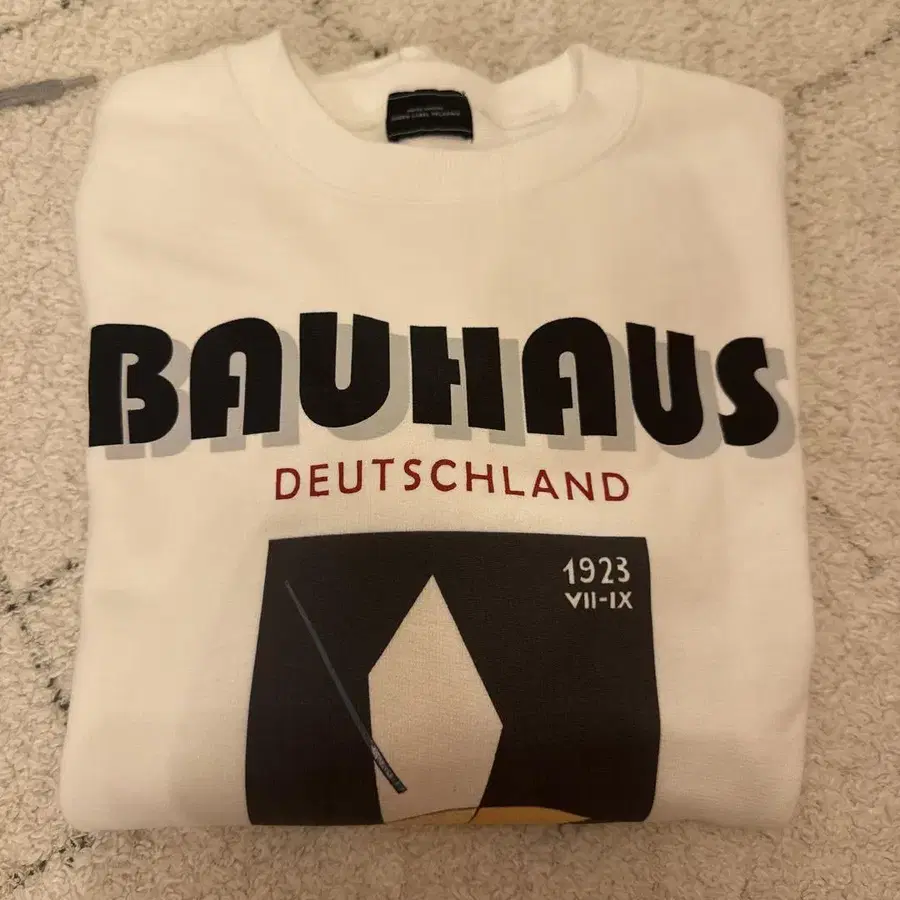 BAUHAUS
DEUTSCHLAND
1923
VII-IX